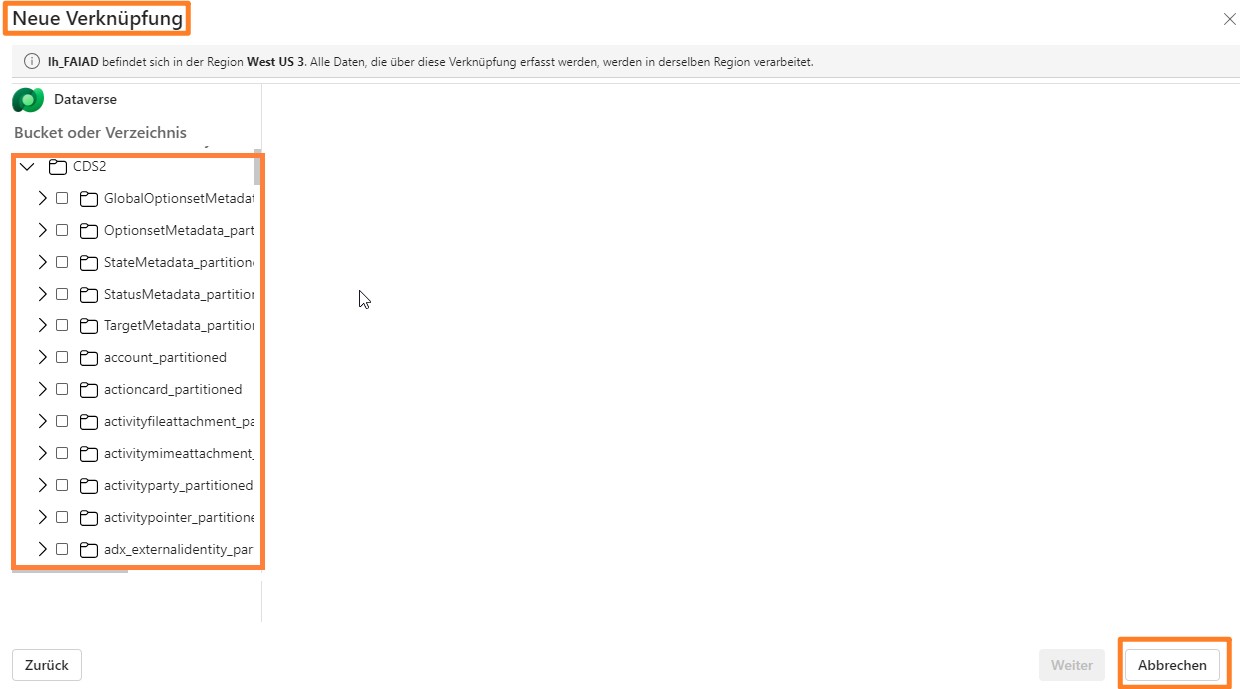 Neue Verknüpfung
lh_FAIAD befindet sich in der Region West US 3. Alle Daten, die über diese Verknüpfung erfasst werden, werden in derselben Region verarbeitet.
Dataverse
Bucket oder Verzeichnis
CDS2
GlobalOptionsetMetadat
OptionsetMetadata_part
StateMetadata_partition
StatusMetadata_partition
TargetMetadata_partition
account_partitioned
actioncard_partitioned
activityfileattachment_pa
activitymimeattachment_
activityparty_partitioned
activitypointer_partitione
adx_externalidentity_par
Zurück
Weiter
Abbrechen